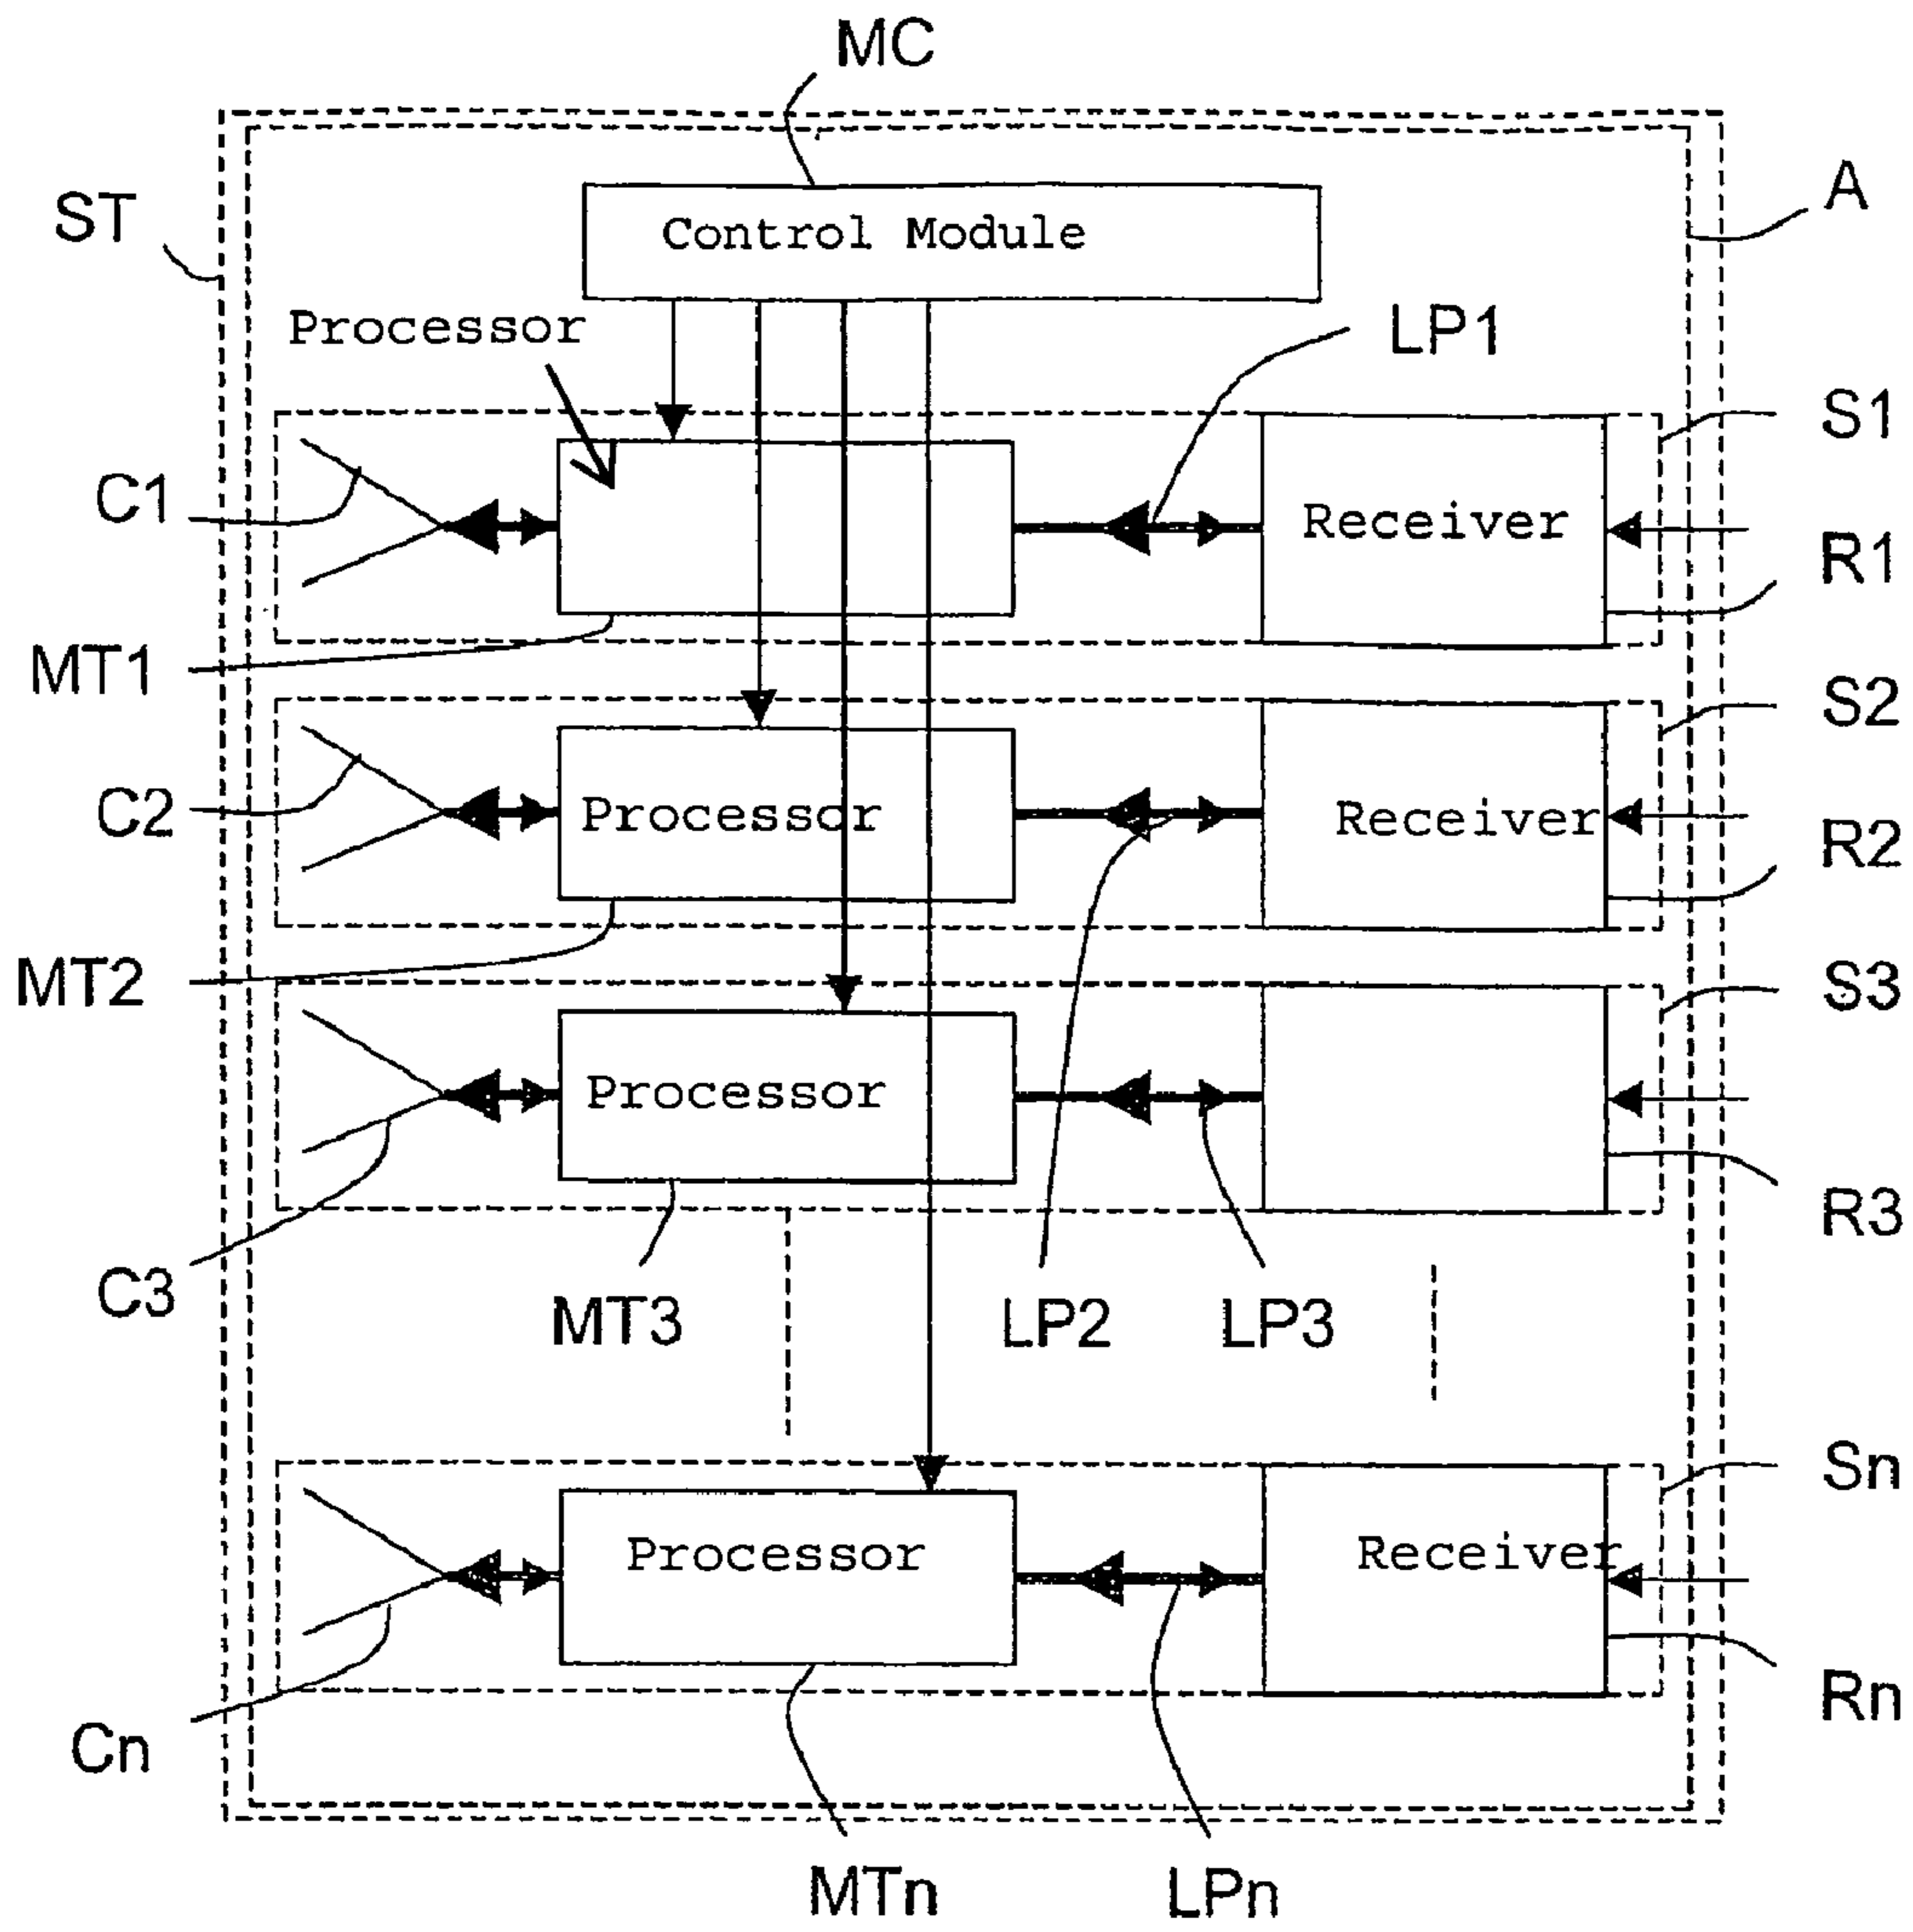 MC
ST
A
Control Module
Processor
LP1
S1
C1
Receiver
R1
MT1
S2
C2
Processor
Receiver
R2
MT2
S3
Processor
R3
C3
MT3
LP2
LP3
Sn
Processor
Receiver
Rn
Cn
MTn
LPn